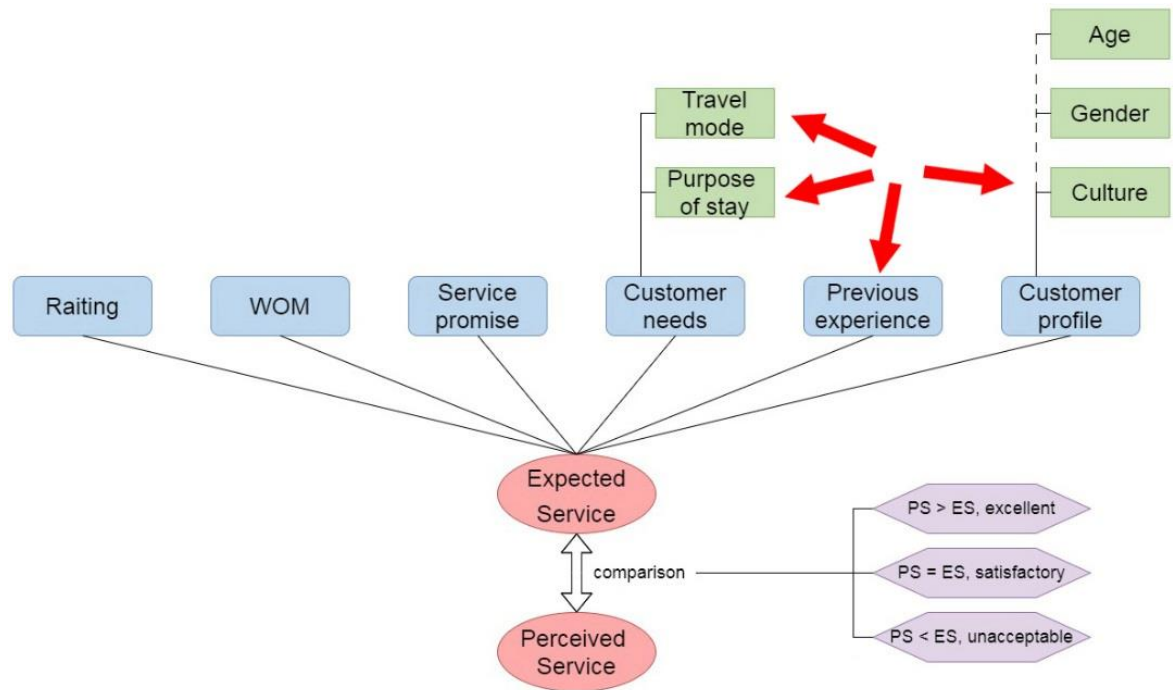 Age
Travel
mode
Gender
Purpose
of stay
Culture
Raiting
WOM
Service
promise
Customer
needs
Previous
experience
Customer
profile
Expected
Service
PS > ES, excellent
comparison
PS = ES, satisfactory
PS < ES, unacceptable
Perceived
Service